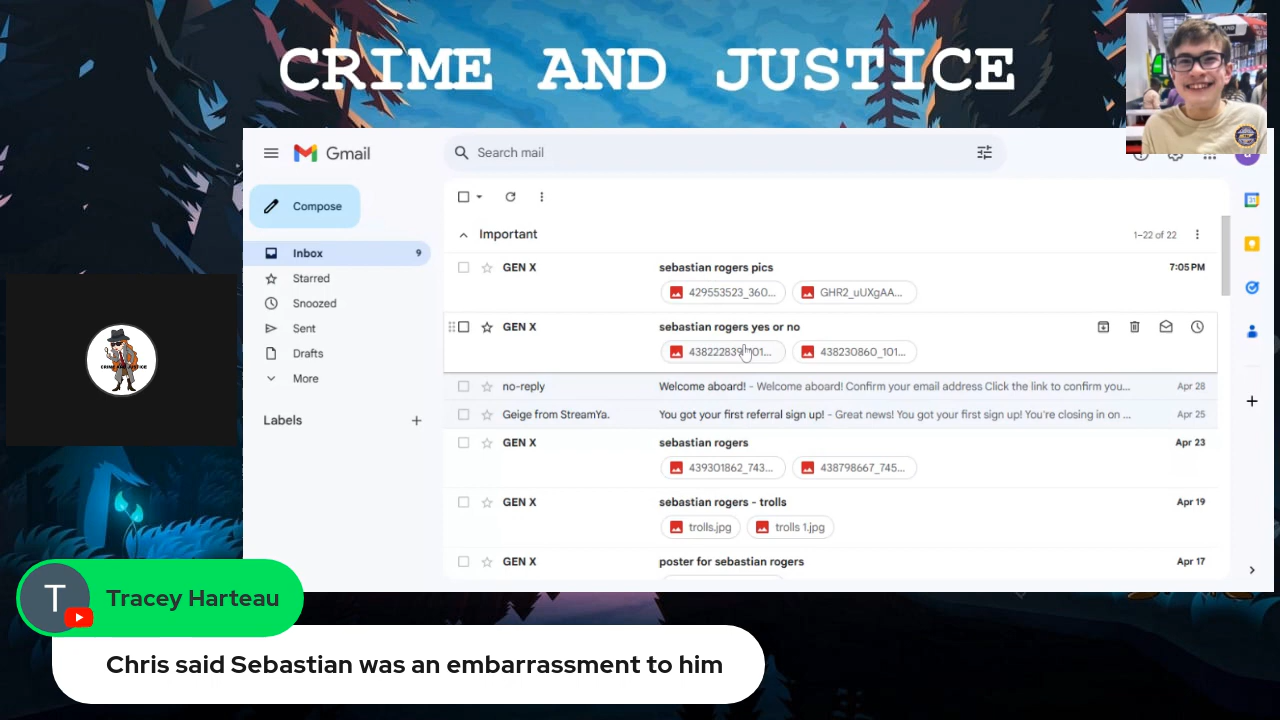 CRIME AND JUSTICE
Gmail
Search mail
Compose
Inbox 9
Starred
Snoozed
Sent
Drafts
More
Labels
Important 1–22 of 22
GEN X sebastian rogers pics 7:05 PM
429553523_360... GHR2_uUXgAA...
GEN X sebastian rogers yes or no
438222839_101... 438230860_101...
no-reply Welcome aboard! - Welcome aboard! Confirm your email address Click the link to confirm you... Apr 28
Geige from StreamYa. You got your first referral sign up! - Great news! You got your first sign up! You're closing in on ... Apr 25
GEN X sebastian rogers Apr 23
439301862_743... 438798667_745...
GEN X sebastian rogers - trolls Apr 19
trolls.jpg trolls 1.jpg
GEN X poster for sebastian rogers Apr 17
CRIME AND JUSTICE
T Tracey Harteau
Chris said Sebastian was an embarrassment to him